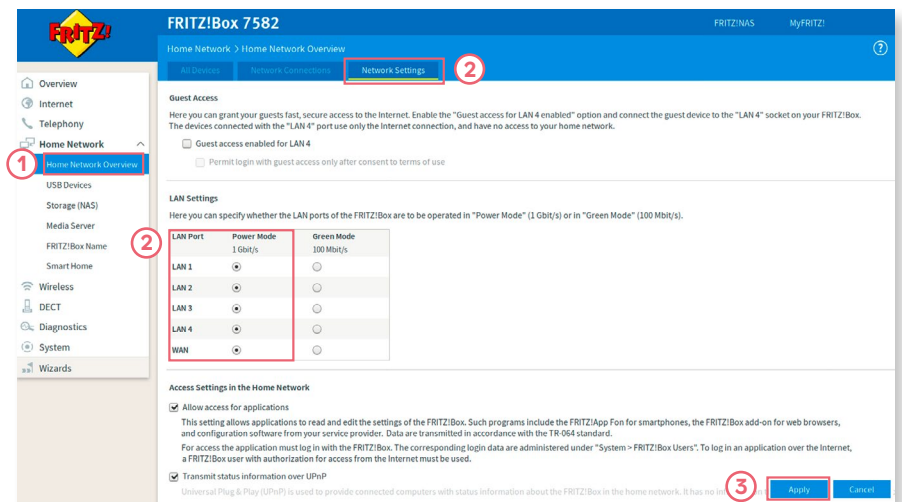 FRITZ!
FRITZ!Box 7582
FRITZ!NAS
MyFRITZ!
Home Network > Home Network Overview
?
All Devices
Network Connections
Network Settings
2
Overview
Internet
Telephony
Home Network
1
Home Network Overview
USB Devices
Storage (NAS)
Media Server
FRITZ!Box Name
Smart Home
Wireless
DECT
Diagnostics
System
Wizards
Guest Access
Here you can grant your guests fast, secure access to the Internet. Enable the "Guest access for LAN 4 enabled" option and connect the guest device to the "LAN 4" socket on your FRITZ!Box.
The devices connected with the "LAN 4" port use only the Internet connection, and have no access to your home network.
Guest access enabled for LAN 4
Permit login with guest access only after consent to terms of use
LAN Settings
Here you can specify whether the LAN ports of the FRITZ!Box are to be operated in "Power Mode" (1 Gbit/s) or in "Green Mode" (100 Mbit/s).
2
LAN Port Power Mode Green Mode
1 Gbit/s 100 Mbit/s
LAN 1
LAN 2
LAN 3
LAN 4
WAN
Access Settings in the Home Network
Allow access for applications
This setting allows applications to read and edit the settings of the FRITZ!Box. Such programs include the FRITZ!App Fon for smartphones, the FRITZ!Box add-on for web browsers,
and configuration software from your service provider. Data are transmitted in accordance with the TR-064 standard.
For access the application must log in with the FRITZ!Box. The corresponding login data are administered under "System > FRITZ!Box Users". To log in an application over the Internet,
a FRITZ!Box user with authorization for access from the Internet must be used.
Transmit status information over UPnP
Universal Plug & Play (UPnP) is used to provide connected computers with status information about the FRITZ!Box in the home network. It has no
3
Apply
Cancel